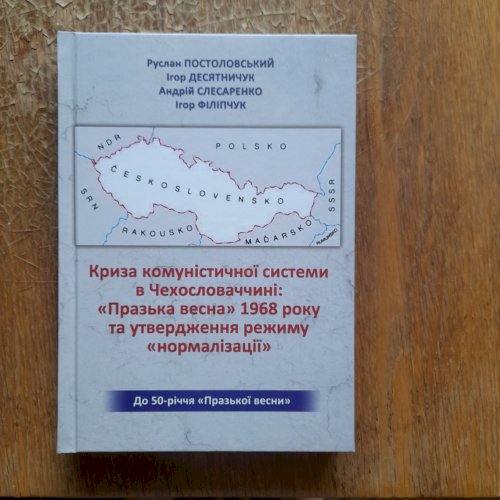 Руслан ПОСТОЛОВСЬКИЙ
Ігор ДЕСЯТНИЧУК
Андрій СЛЕСАРЕНКО
Ігор ФІЛІПЧУК
NDR
POLSKO
ČESKOSLOVENSKO
SRN
RAKOUSKO
MAĎARSKO
SSSR
RUMUNSKO
Криза комуністичної системи
в Чехословаччині:
«Празька весна» 1968 року
та утвердження режиму
«нормалізації»
До 50-річчя «Празької весни»